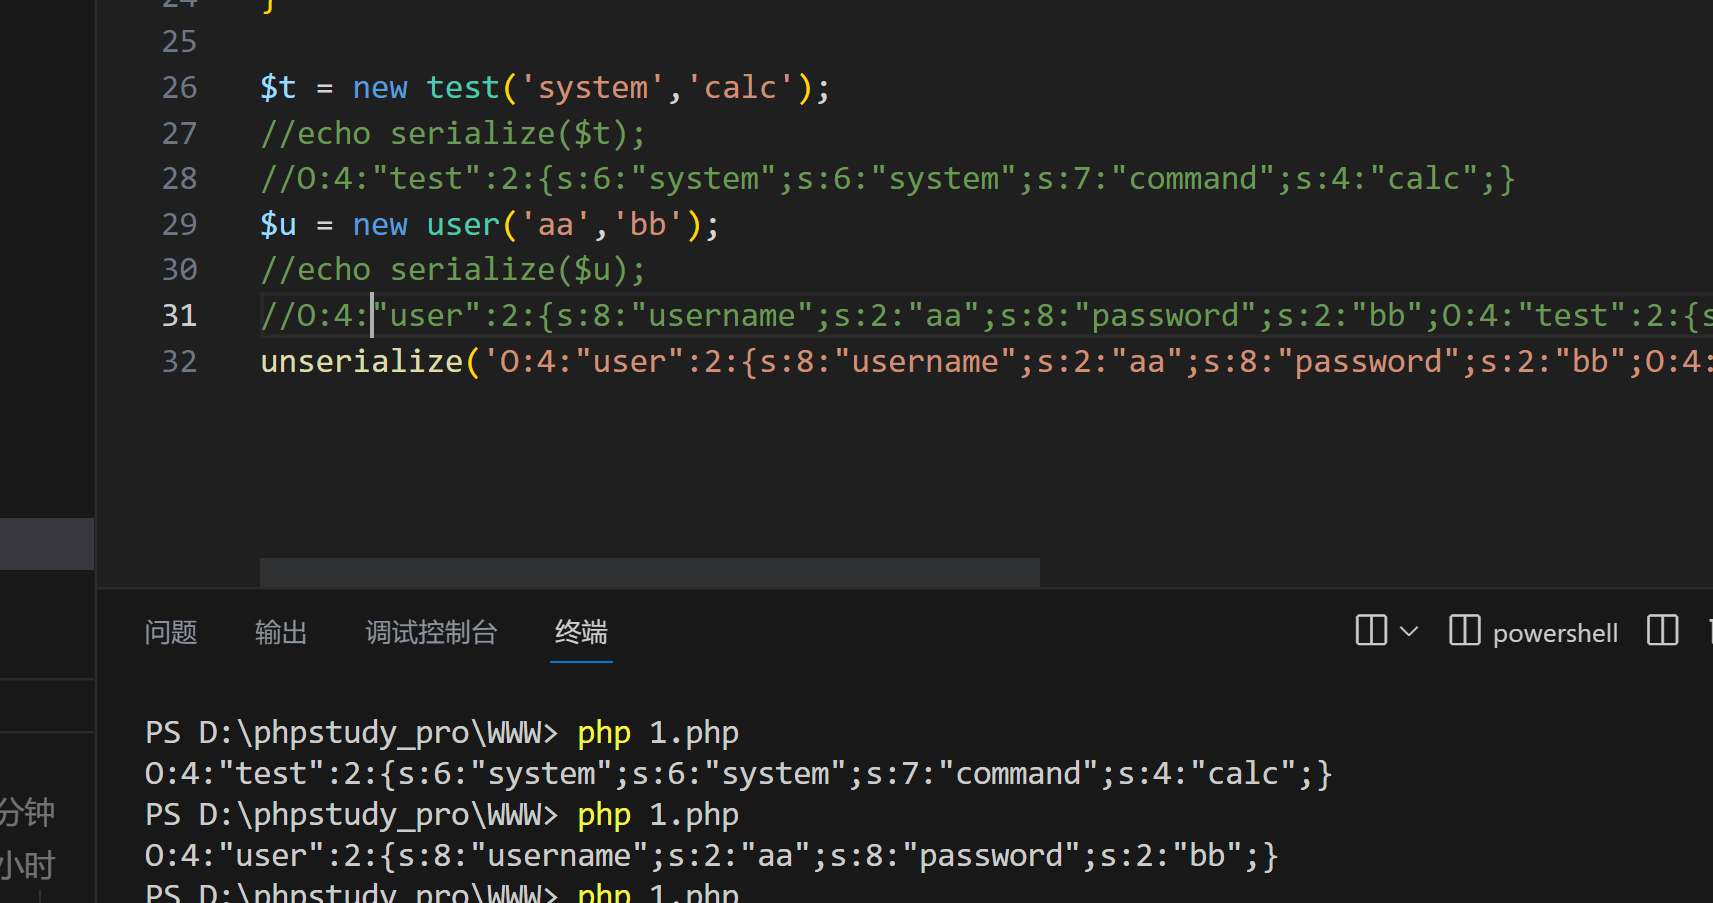 24 }
25
26 $t = new test('system','calc');
27 //echo serialize($t);
28 //O:4:"test":2:{s:6:"system";s:6:"system";s:7:"command";s:4:"calc";}
29 $u = new user('aa','bb');
30 //echo serialize($u);
31 //O:4:"user":2:{s:8:"username";s:2:"aa";s:8:"password";s:2:"bb";O:4:"test":2:{s
32 unserialize('O:4:"user":2:{s:8:"username";s:2:"aa";s:8:"password";s:2:"bb";O:4:
问题 输出 调试控制台 终端 powershell
PS D:\phpstudy_pro\WWW> php 1.php
O:4:"test":2:{s:6:"system";s:6:"system";s:7:"command";s:4:"calc";}
PS D:\phpstudy_pro\WWW> php 1.php
O:4:"user":2:{s:8:"username";s:2:"aa";s:8:"password";s:2:"bb";}
PS D:\phpstudy_pro\WWW> php 1.php
分钟
小时